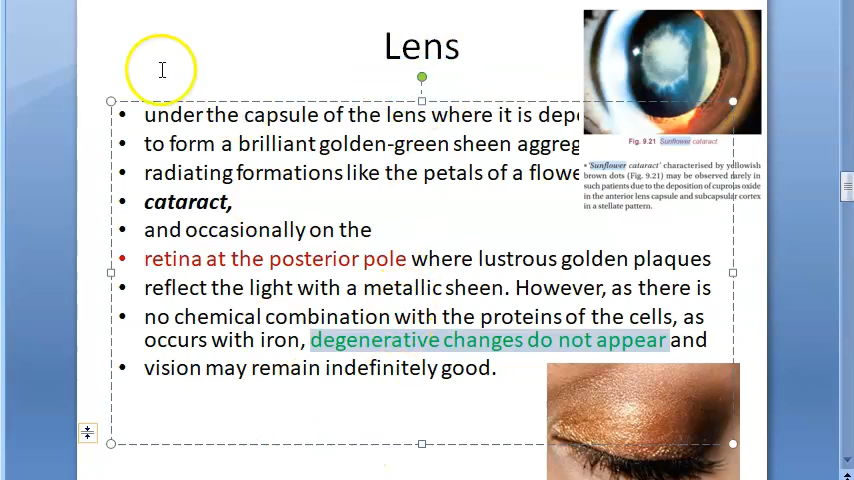 Lens
• under the capsule of the lens where it is
• to form a brilliant golden-green sheen
• radiating formations like the petals of a
• cataract,
• and occasionally on the
• retina at the posterior pole where lustrous golden plaques
• reflect the light with a metallic sheen. However, as there is
• no chemical combination with the proteins of the cells, as
occurs with iron, degenerative changes do not appear and
• vision may remain indefinitely good.
Fig. 9.21 Sunflower cataract
• 'Sunflower cataract' characterised by yellowish
brown dots (Fig. 9.21) may be observed rarely in
such patients due to the deposition of cuprous oxide
in the anterior lens capsule and subcapsular cortex
in a stellate pattern.